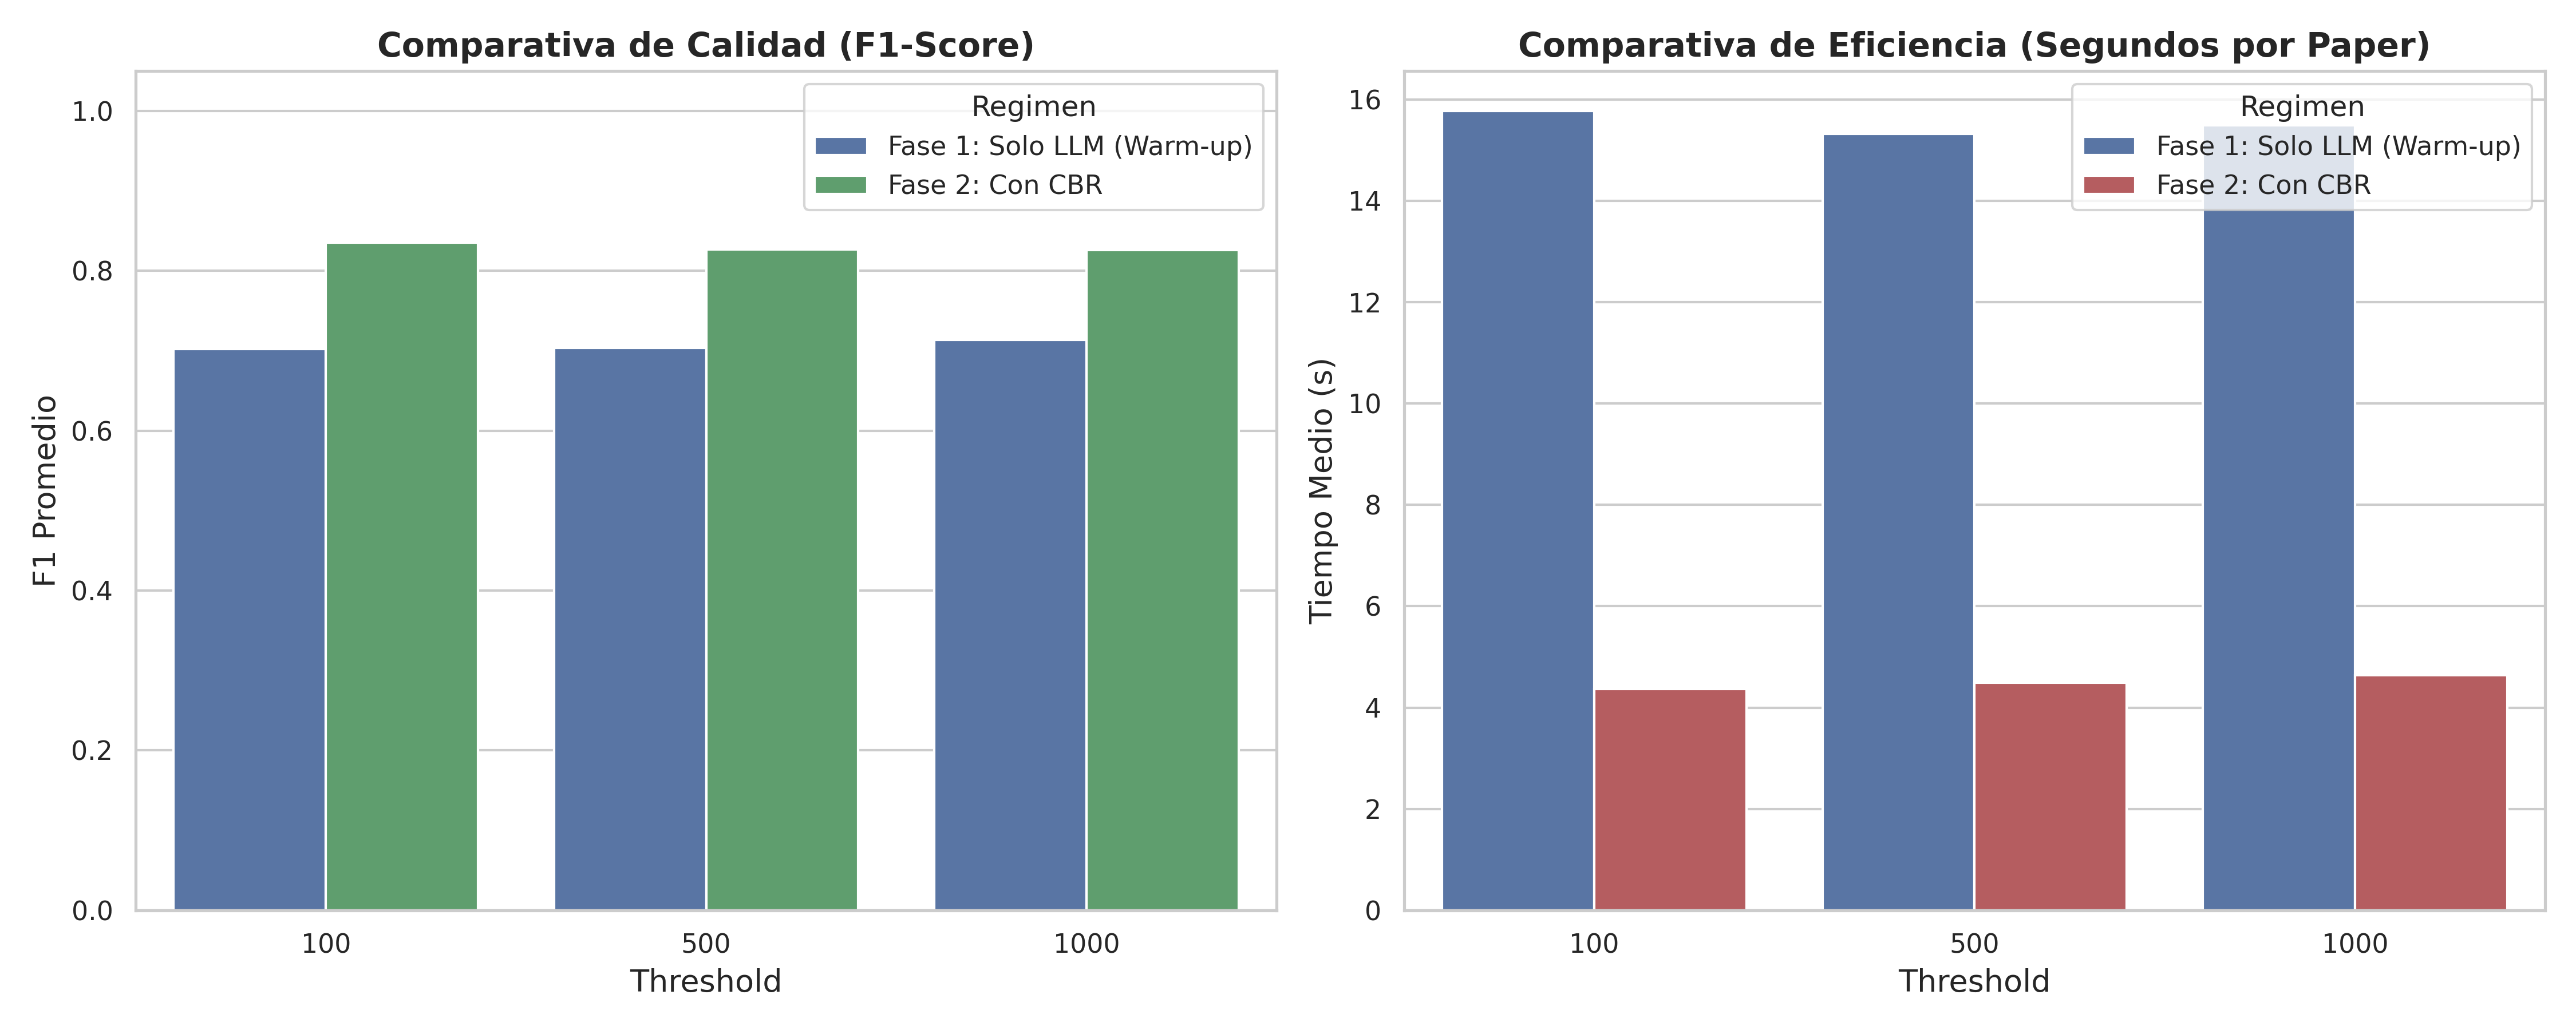 Comparativa de Calidad (F1-Score)
Regimen
Fase 1: Solo LLM (Warm-up)
Fase 2: Con CBR
F1 Promedio
1.0
0.8
0.6
0.4
0.2
0.0
100
500
1000
Threshold
Comparativa de Eficiencia (Segundos por Paper)
Regimen
Fase 1: Solo LLM (Warm-up)
Fase 2: Con CBR
Tiempo Medio (s)
16
14
12
10
8
6
4
2
0
100
500
1000
Threshold